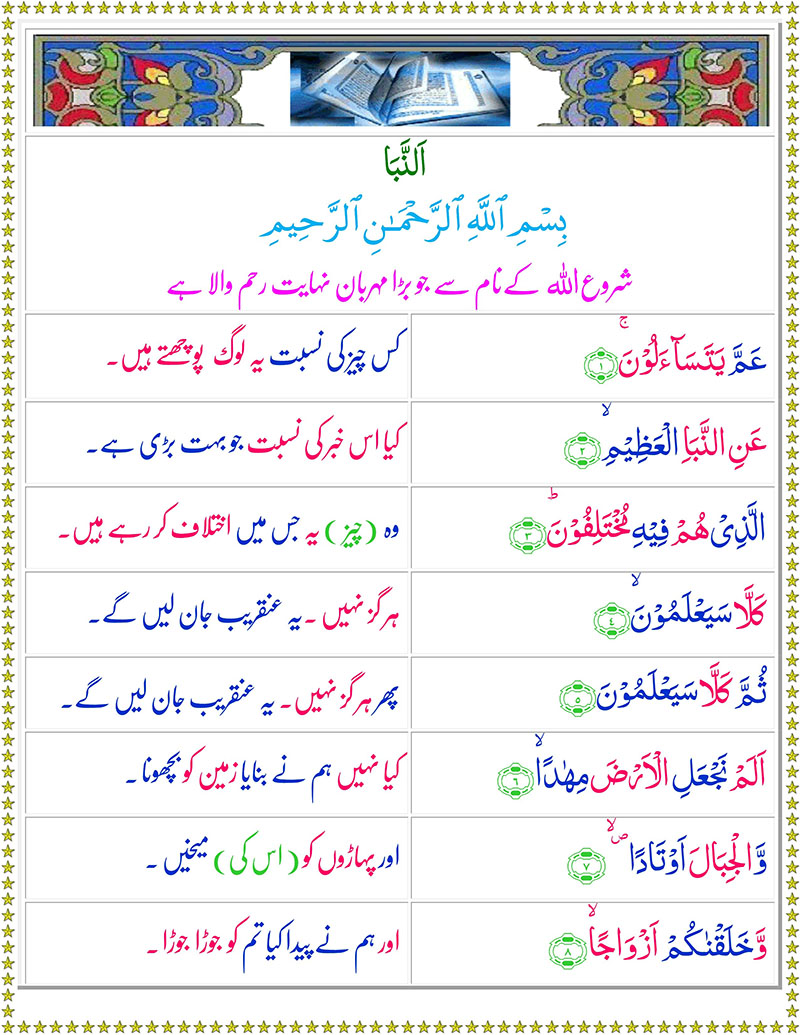 اَلنَّبَا
بِسْمِ ٱللَّهِ ٱلرَّحْمَـٰنِ ٱلرَّحِيمِ
شروع اللہ کے نام سے جو بڑا مہربان نہایت رحم والا ہے
عَمَّ يَتَسَآءَلُوْنَ ۚ ﴿۱﴾ کس چیز کی نسبت یہ لوگ پوچھتے ہیں۔
عَنِ النَّبَاِ الْعَظِيْمِ ۙ ﴿۲﴾ کیا اس خبر کی نسبت جو بہت بڑی ہے۔
الَّذِىْ هُمْ فِيْهِ مُخْتَلِفُوْنَ ؕ ﴿۳﴾ وہ (چیز) یہ جس میں اختلاف کر رہے ہیں۔
كَلَّا سَيَعْلَمُوْنَ ۙ ﴿٤﴾ ہرگز نہیں۔ یہ عنقریب جان لیں گے۔
ثُمَّ كَلَّا سَيَعْلَمُوْنَ ﴿۵﴾ پھر ہرگز نہیں۔ یہ عنقریب جان لیں گے۔
اَلَمْ نَجْعَلِ الْاَرْضَ مِهٰدًا ۙ ﴿٦﴾ کیا نہیں ہم نے بنایا زمین کو بچھونا۔
وَّالْجِبَالَ اَوْتَادًا ۙ ص ﴿۷﴾ اور پہاڑوں کو (اس کی) میخیں۔
وَّخَلَقْنٰكُمْ اَزْوَاجًا ۙ ﴿۸﴾ اور ہم نے پیدا کیا تم کو جوڑا جوڑا۔